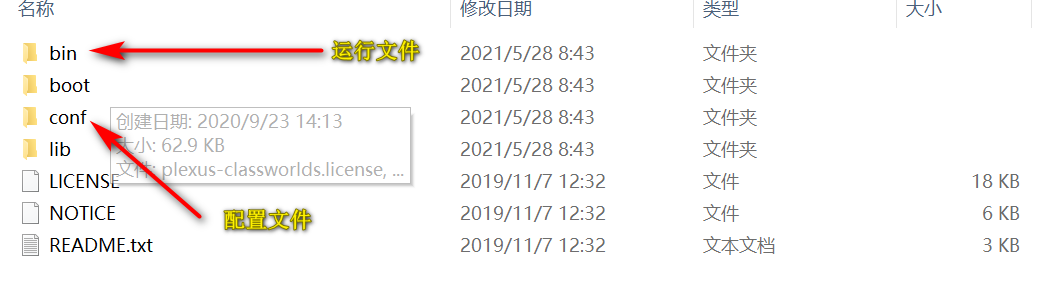 名称 修改日期 类型 大小
bin 运行文件 2021/5/28 8:43 文件夹
boot 2021/5/28 8:43 文件夹
conf 2021/5/28 8:43 文件夹
创建日期: 2020/9/23 14:13
lib 大小: 62.9 KB 2021/5/28 8:43 文件夹
文件: plexus-classworlds.license, ...
LICENSE 2019/11/7 12:32 文件 18 KB
NOTICE 配置文件 2019/11/7 12:32 文件 6 KB
README.txt 2019/11/7 12:32 文本文档 3 KB